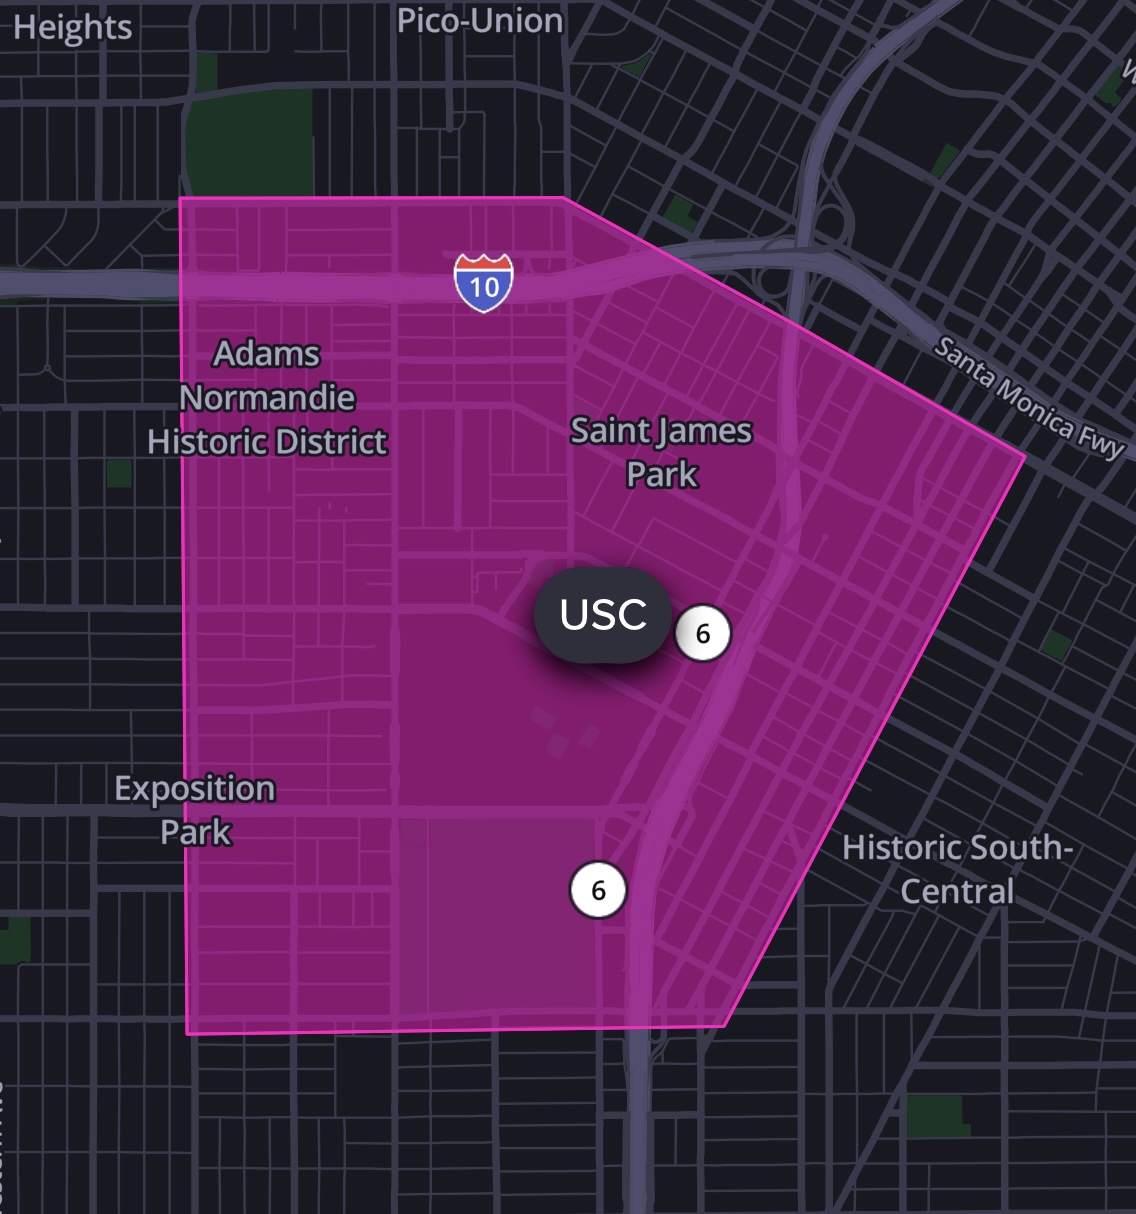 Heights
Pico-Union
10
Adams
Normandie
Historic District
Saint James
Park
Santa Monica Fwy
USC
6
Exposition
Park
6
Historic South-
Central